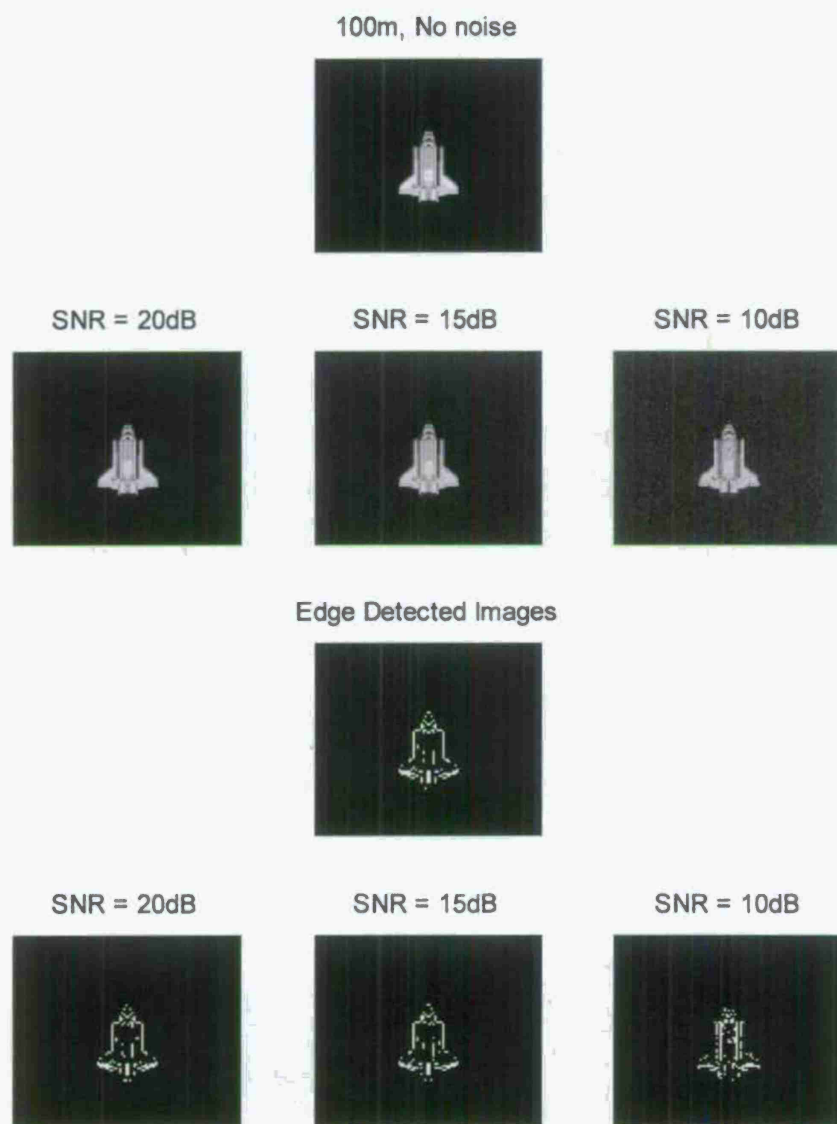 100m, No noise
SNR = 20dB SNR = 15dB SNR = 10dB
Edge Detected Images
SNR = 20dB SNR = 15dB SNR = 10dB